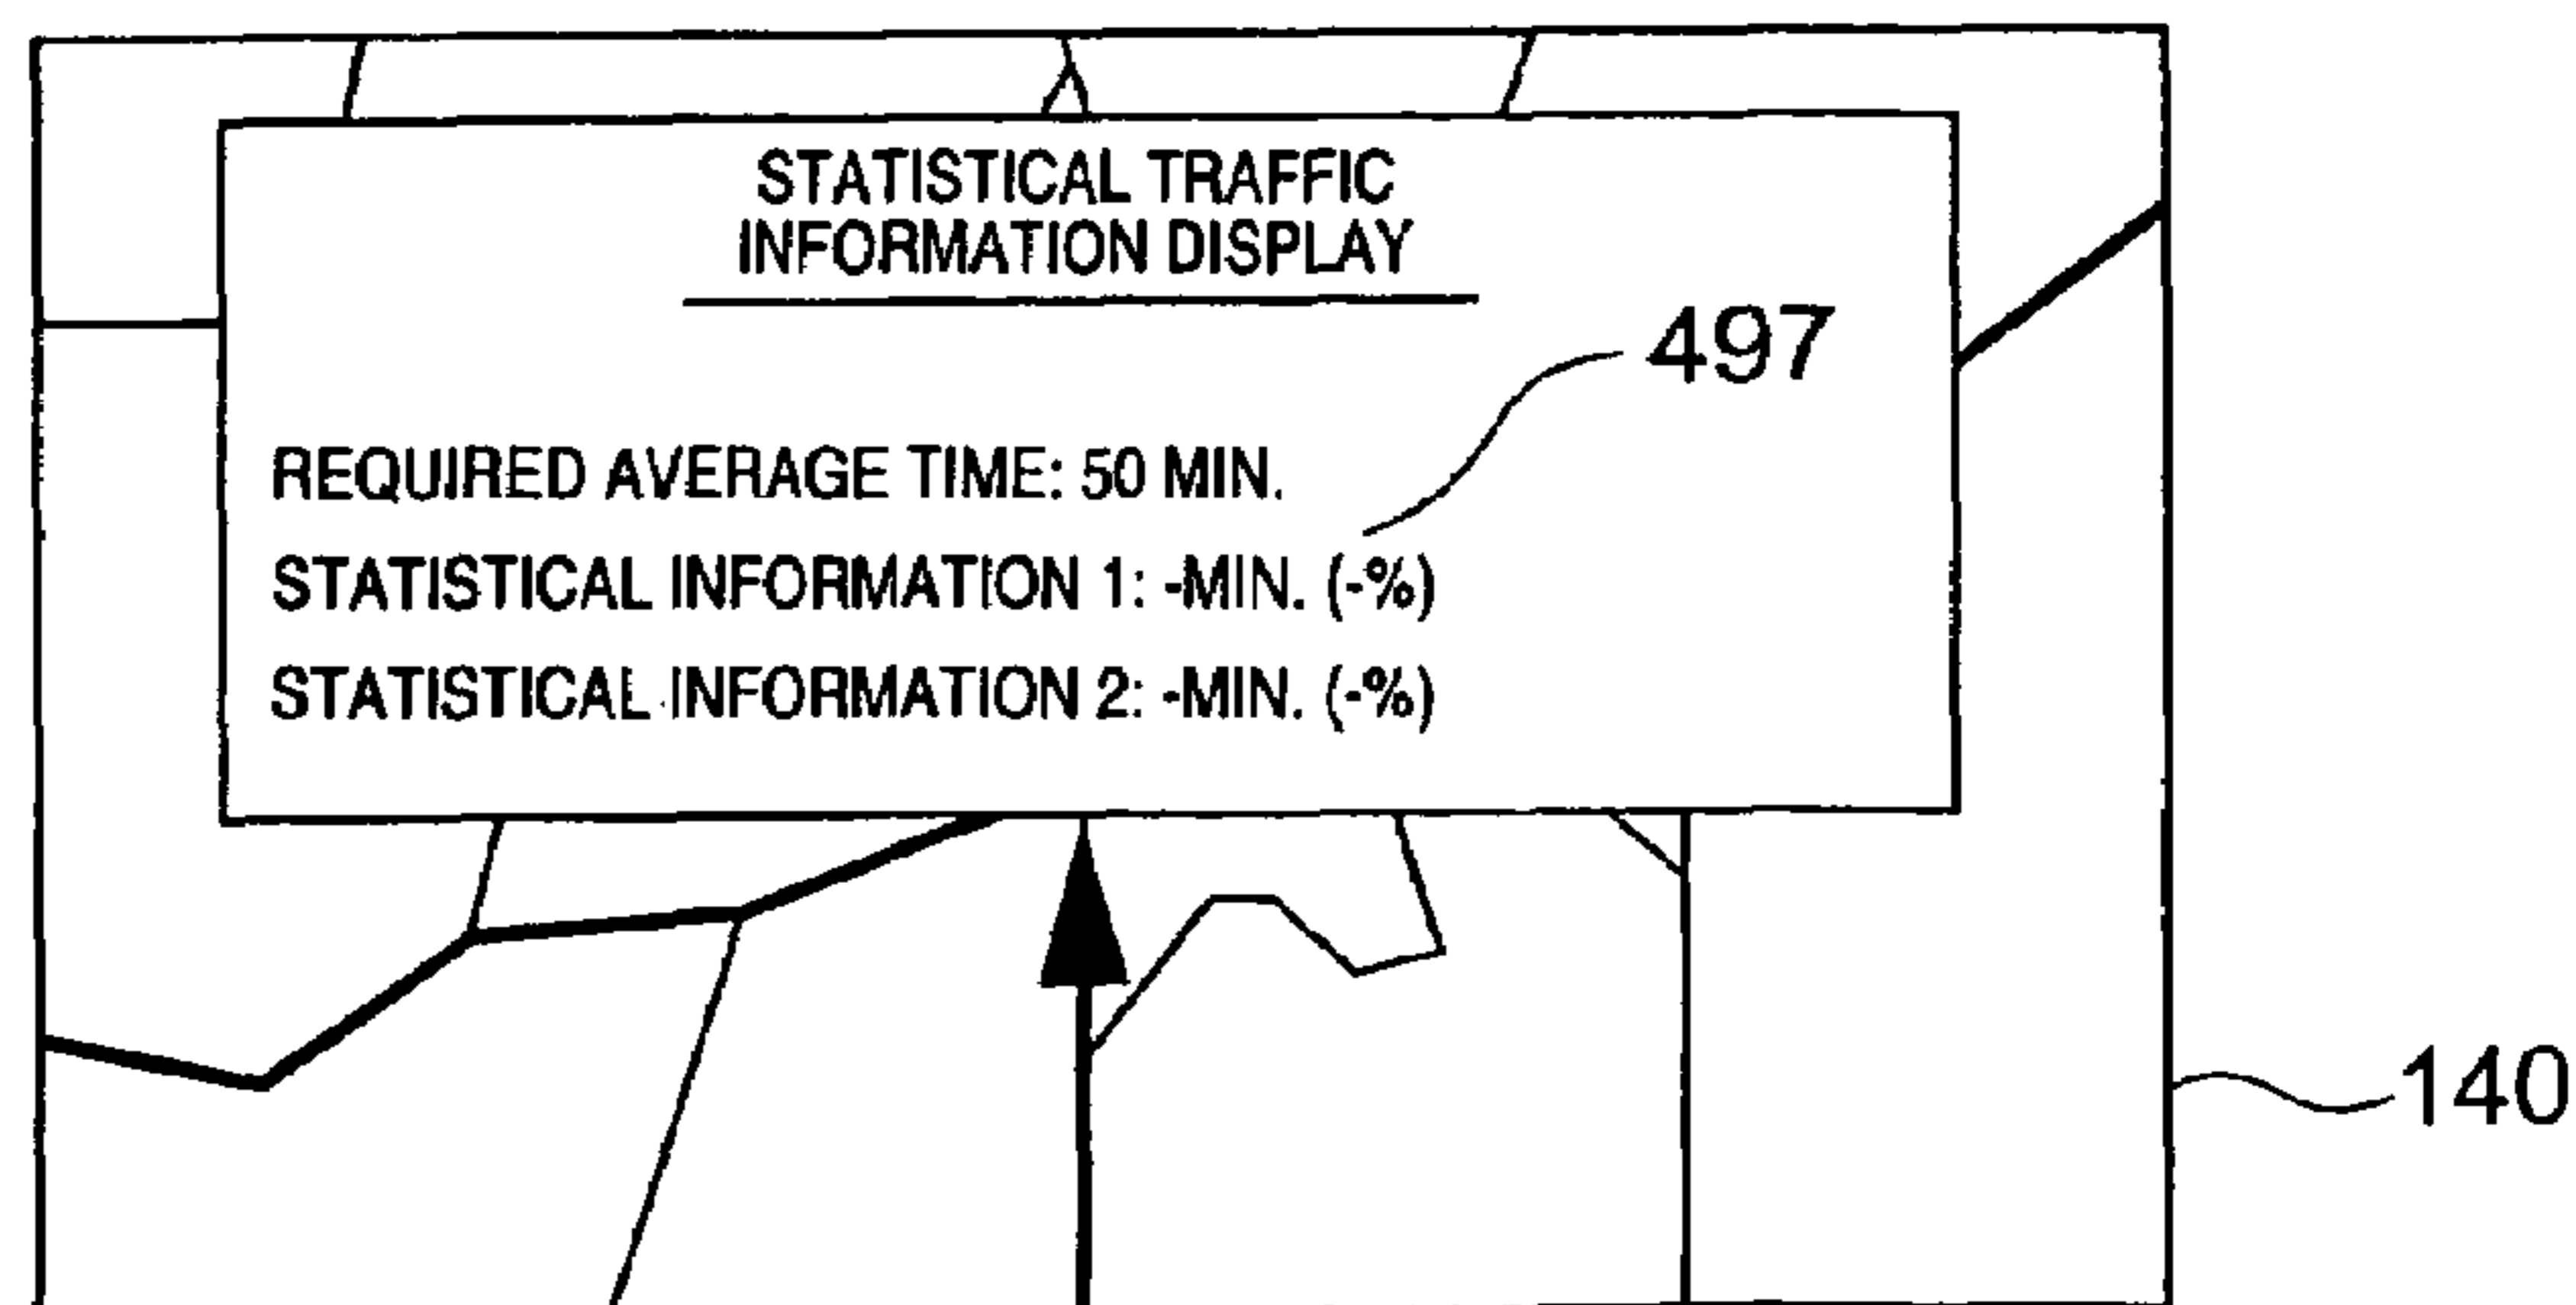 STATISTICAL TRAFFIC
INFORMATION DISPLAY
497
REQUIRED AVERAGE TIME: 50 MIN.
STATISTICAL INFORMATION 1: -MIN. (-%)
STATISTICAL INFORMATION 2: -MIN. (-%)
140